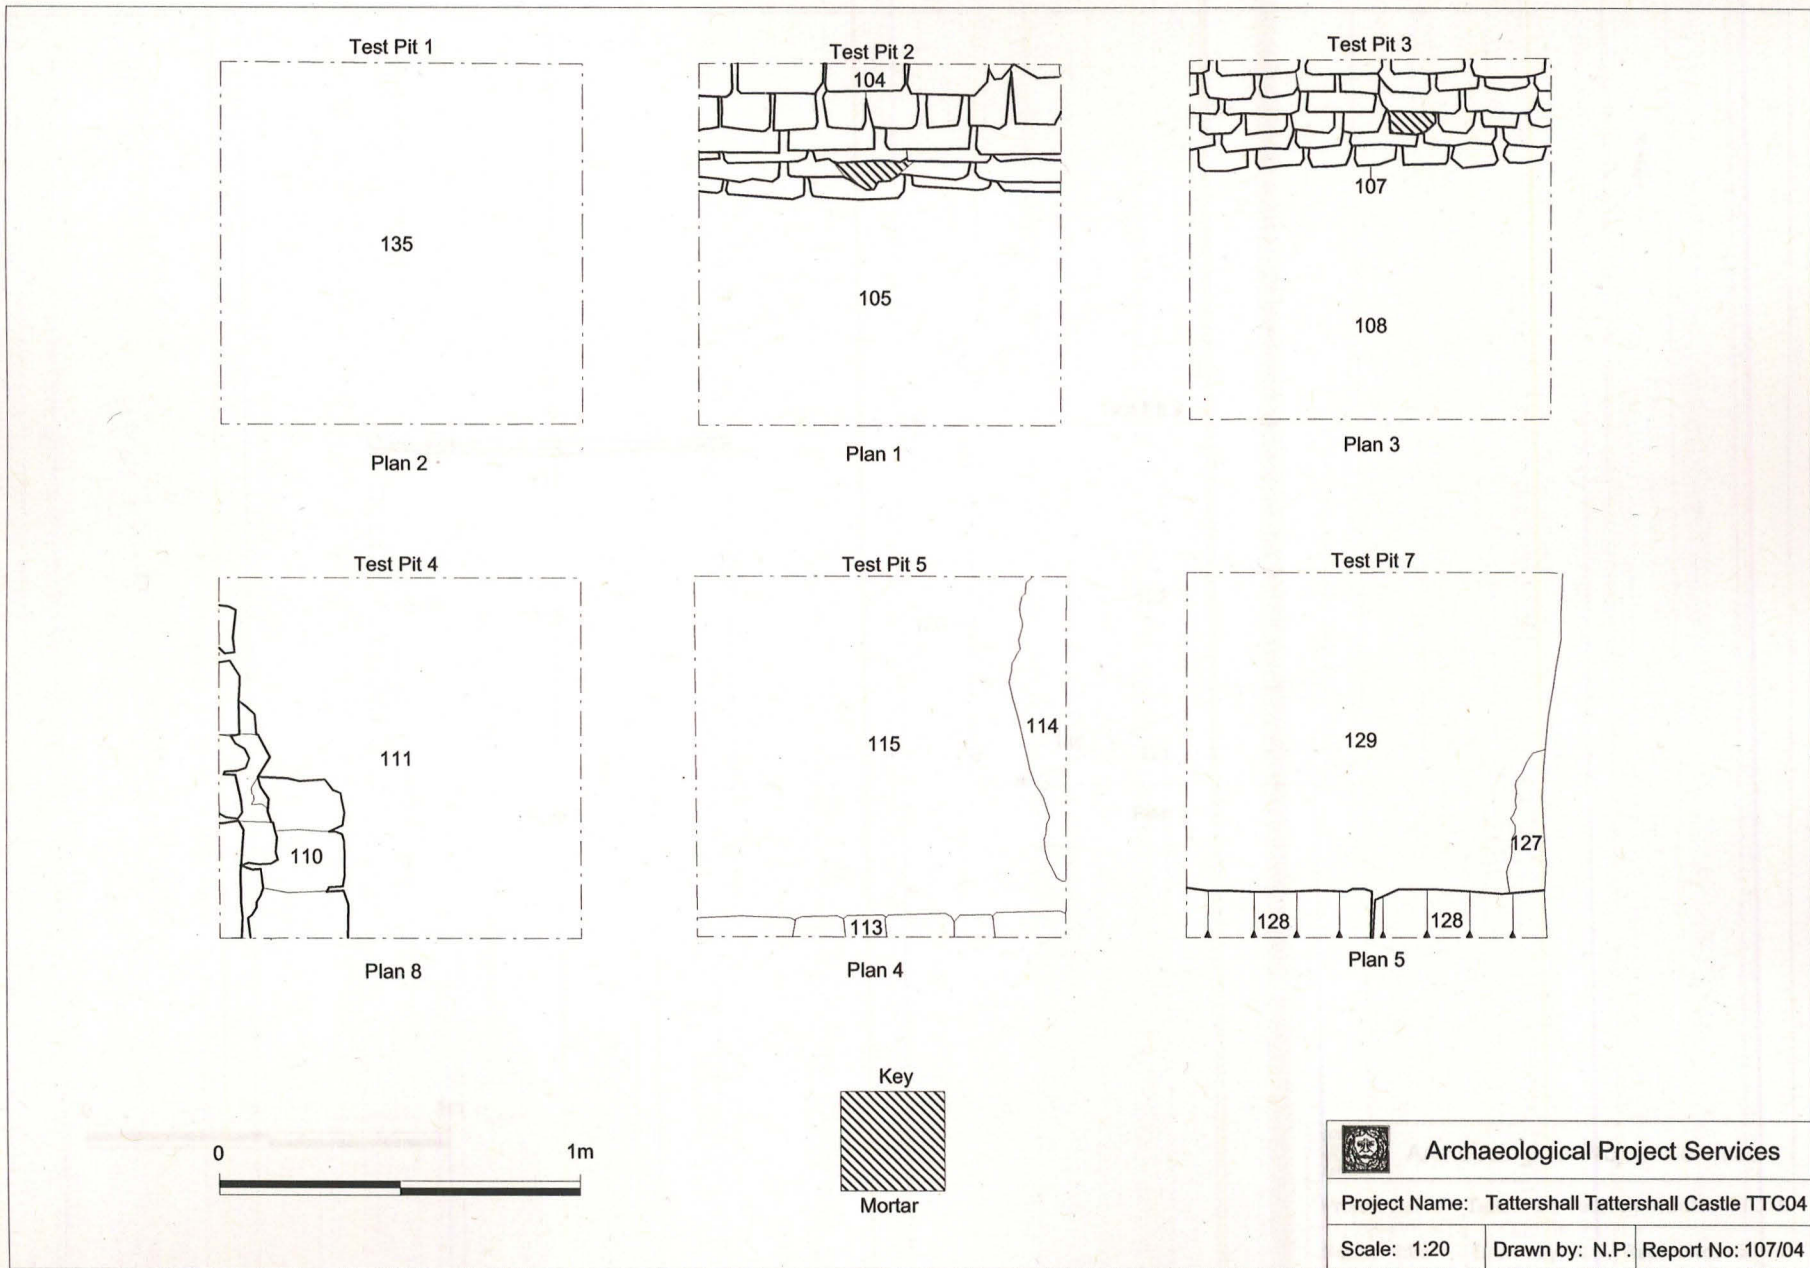 Test Pit 1
135
Plan 2
Test Pit 2
104
105
Plan 1
Test Pit 3
107
108
Plan 3
Test Pit 4
111
110
Plan 8
Test Pit 5
115
114
113
Plan 4
Test Pit 7
129
127
128 128
Plan 5
0 1m
Key
Mortar
Archaeological Project Services
Project Name: Tattershall Tattershall Castle TTC04
Scale: 1:20 Drawn by: N.P. Report No: 107/04